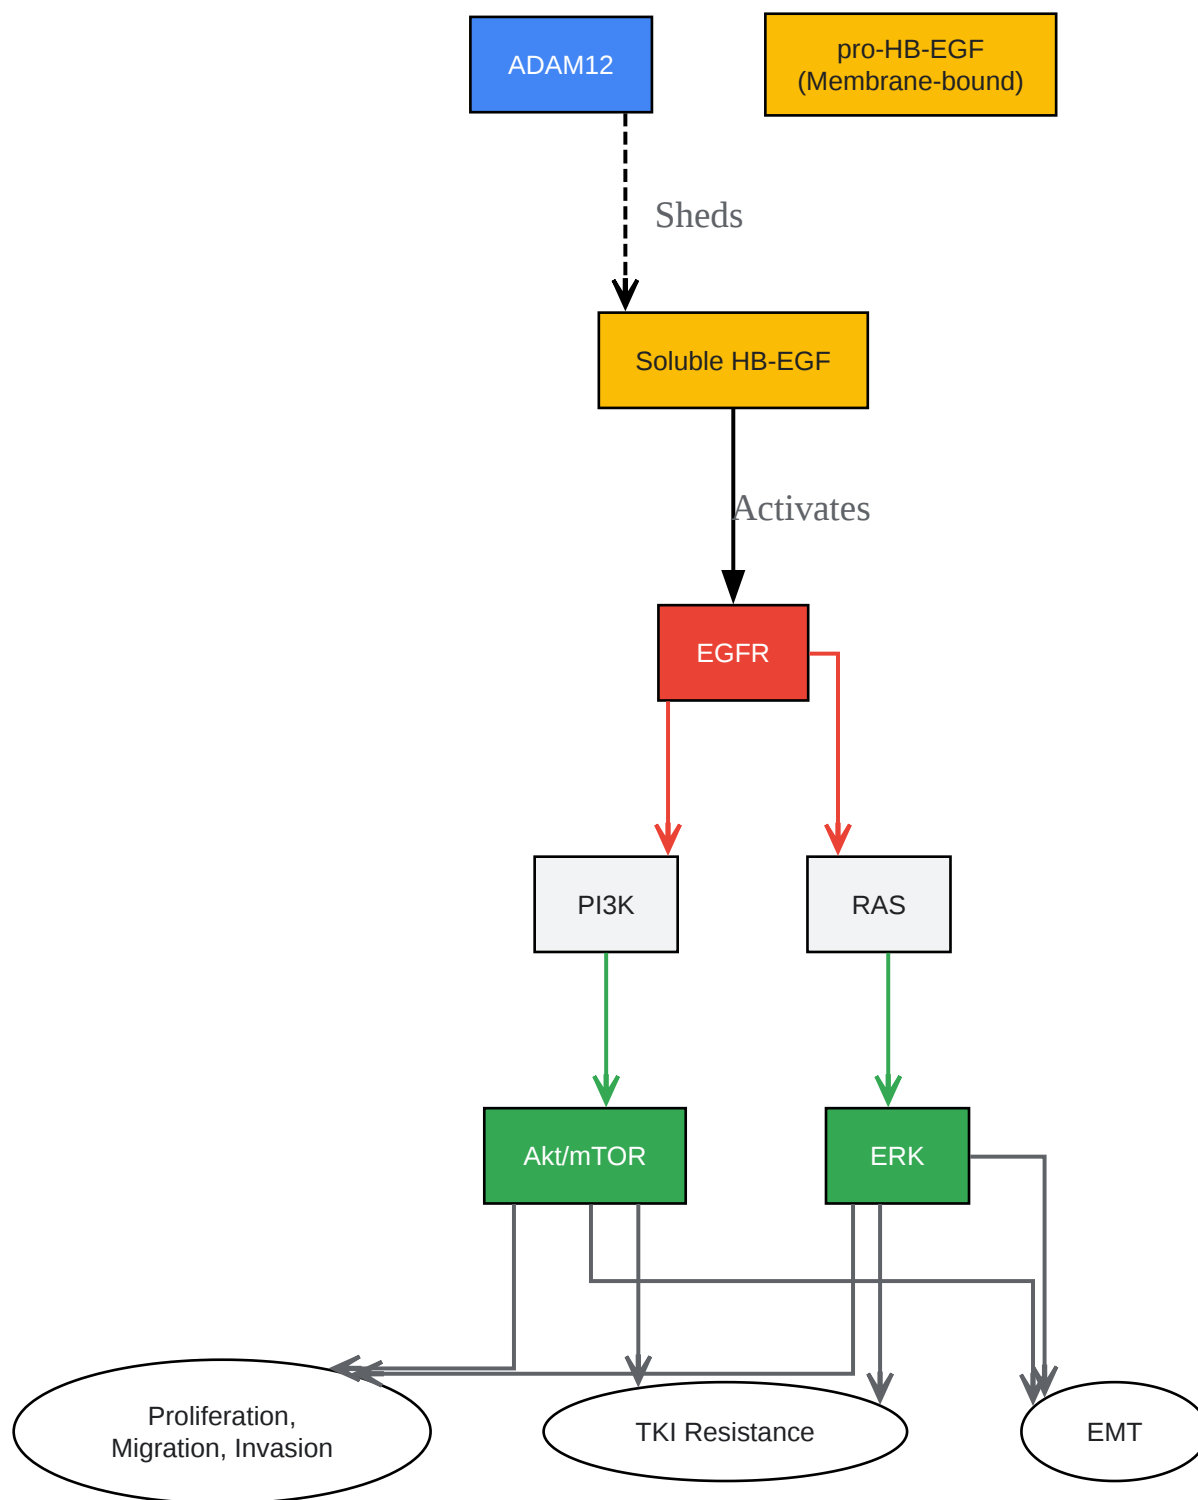 ADAM12
pro-HB-EGF
(Membrane-bound)
Sheds
Soluble HB-EGF
Activates
EGFR
PI3K
RAS
Akt/mTOR
ERK
Proliferation,
Migration, Invasion
TKI Resistance
EMT